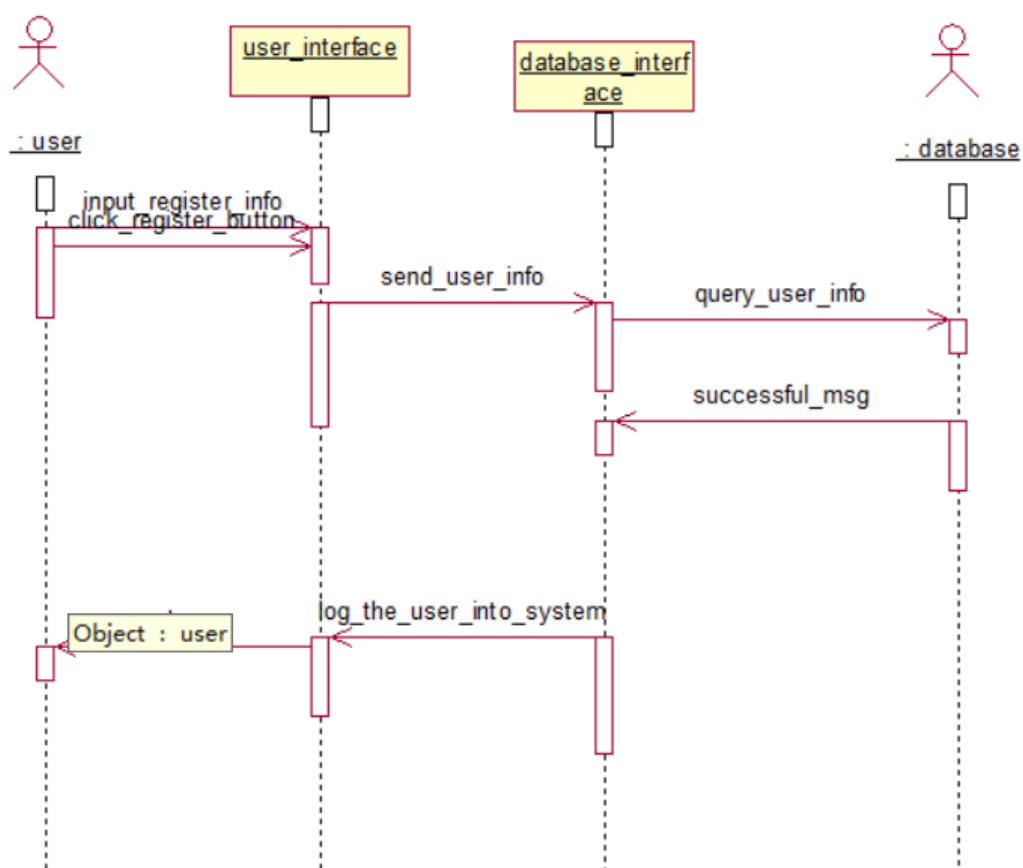 user_interface
database_interf
ace
: user
: database
input_register_info
click_register_button
send_user_info
query_user_info
successful_msg
log_the_user_into_system
Object : user